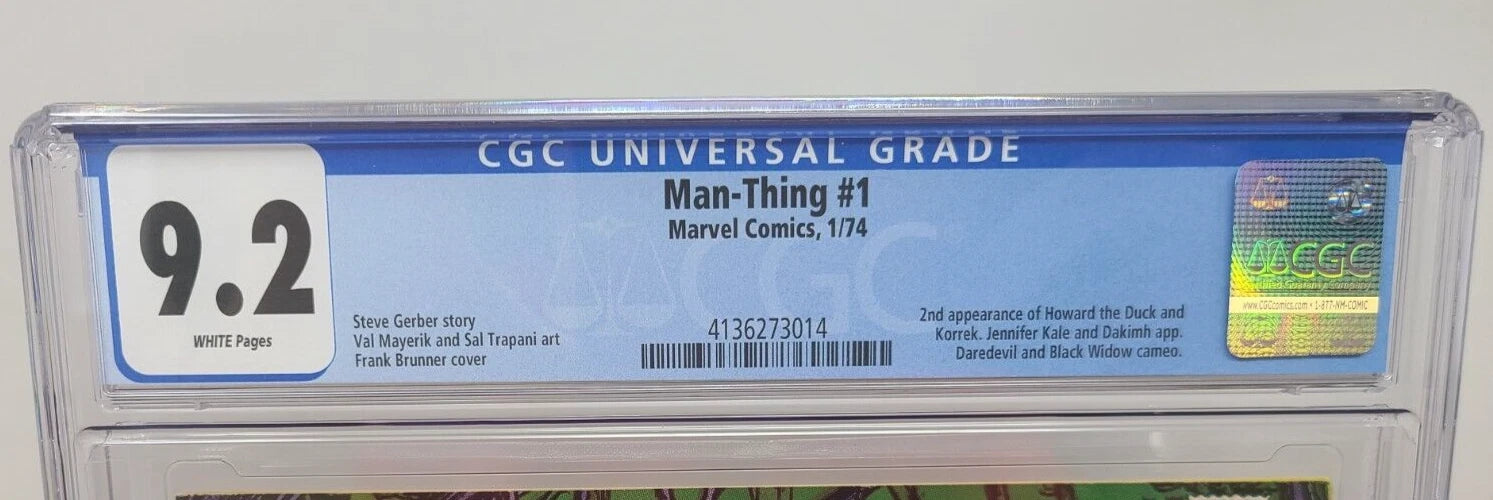 CGC UNIVERSAL GRADE
9.2
WHITE Pages
Man-Thing #1
Marvel Comics, 1/74
Steve Gerber story
Val Mayerik and Sal Trapani art
Frank Brunner cover
4136273014
2nd appearance of Howard the Duck and
Korrek. Jennifer Kale and Dakimh app.
Daredevil and Black Widow cameo.
CGC
CGC
www.CGCcomics.com • 1-877-NM-COMIC